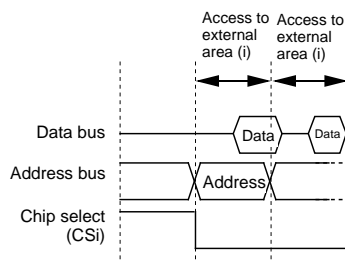 Access to Access to
external external
area (i) area (i)
Data bus
Data
Data
Address bus
Address
Chip select
(CSi)